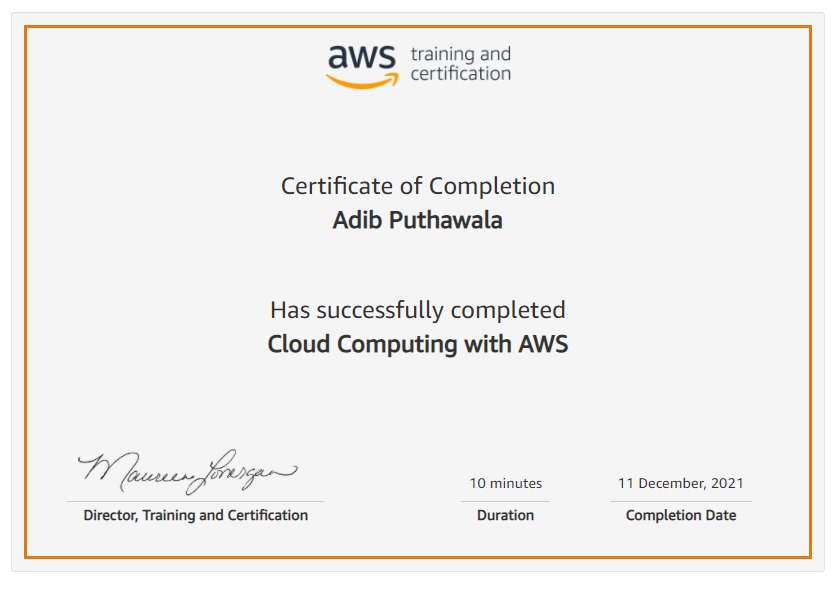 aws training and
certification
Certificate of Completion
Adib Puthawala
Has successfully completed
Cloud Computing with AWS
Maureen Lonergan
10 minutes
11 December, 2021
Director, Training and Certification
Duration
Completion Date